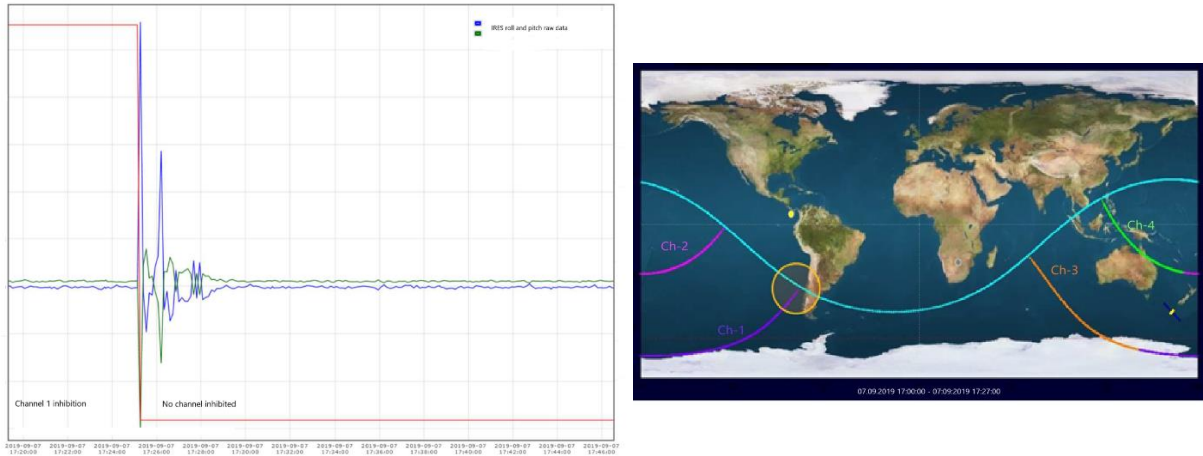 IRES roll and pitch raw data
Channel 1 inhibition
No channel inhibited
2019-09-07 17:20:00
2019-09-07 17:22:00
2019-09-07 17:24:00
2019-09-07 17:26:00
2019-09-07 17:28:00
2019-09-07 17:30:00
2019-09-07 17:32:00
2019-09-07 17:34:00
2019-09-07 17:36:00
2019-09-07 17:38:00
2019-09-07 17:40:00
2019-09-07 17:42:00
2019-09-07 17:44:00
2019-09-07 17:46:00
Ch-2
Ch-4
Ch-3
Ch-1
07.09.2019 17:00:00 - 07:09:2019 17:27:00